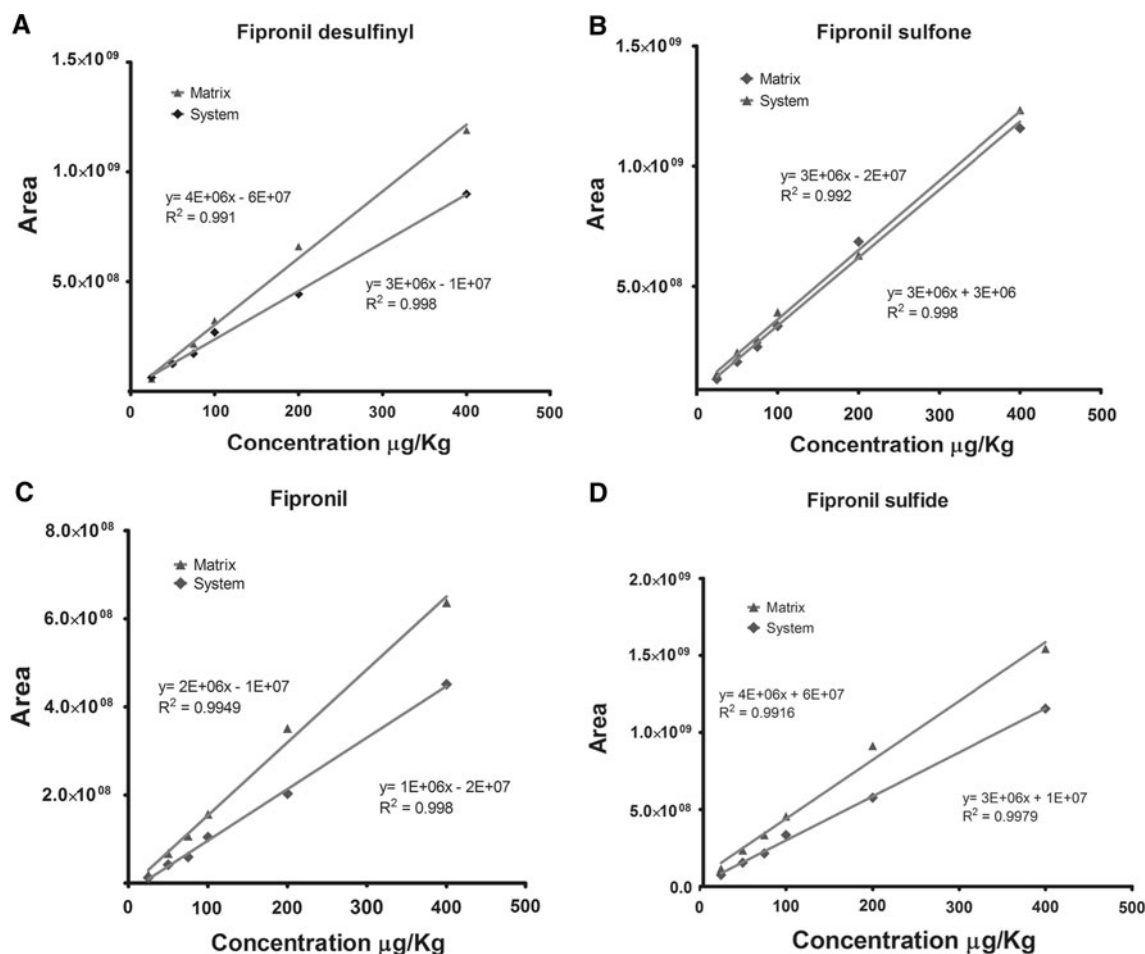 A
Fipronil desulfinyl
1.5×10⁰⁹
Matrix
System
1.0×10⁰⁹
Area
y= 4E+06x - 6E+07
R² = 0.991
5.0×10⁰⁸
y= 3E+06x - 1E+07
R² = 0.998
0 100 200 300 400 500
Concentration μg/Kg
B
Fipronil sulfone
1.5×10⁰⁹
Matrix
System
1.0×10⁰⁹
Area
y= 3E+06x - 2E+07
R² = 0.992
5.0×10⁰⁸
y= 3E+06x + 3E+06
R² = 0.998
0 100 200 300 400 500
Concentration μg/Kg
C
Fipronil
8.0×10⁰⁸
Matrix
System
6.0×10⁰⁸
Area
y= 2E+06x - 1E+07
R² = 0.9949
4.0×10⁰⁸
y= 1E+06x - 2E+07
R² = 0.998
2.0×10⁰⁸
0 100 200 300 400 500
Concentration μg/Kg
D
Fipronil sulfide
2.0×10⁰⁹
Matrix
System
1.5×10⁰⁹
Area
y= 4E+06x + 6E+07
R² = 0.9916
1.0×10⁰⁹
y= 3E+06x + 1E+07
R² = 0.9979
5.0×10⁰⁸
0.0
0 100 200 300 400 500
Concentration μg/Kg